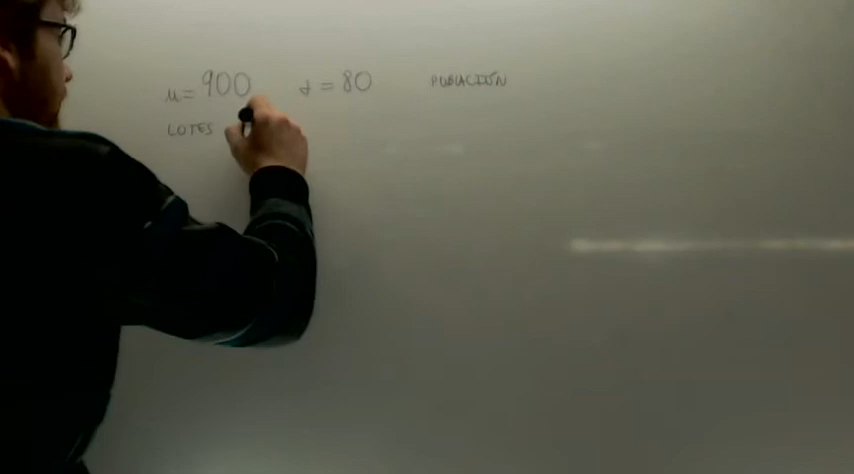 μ = 900 σ = 80 POBLACIÓN
LOTES